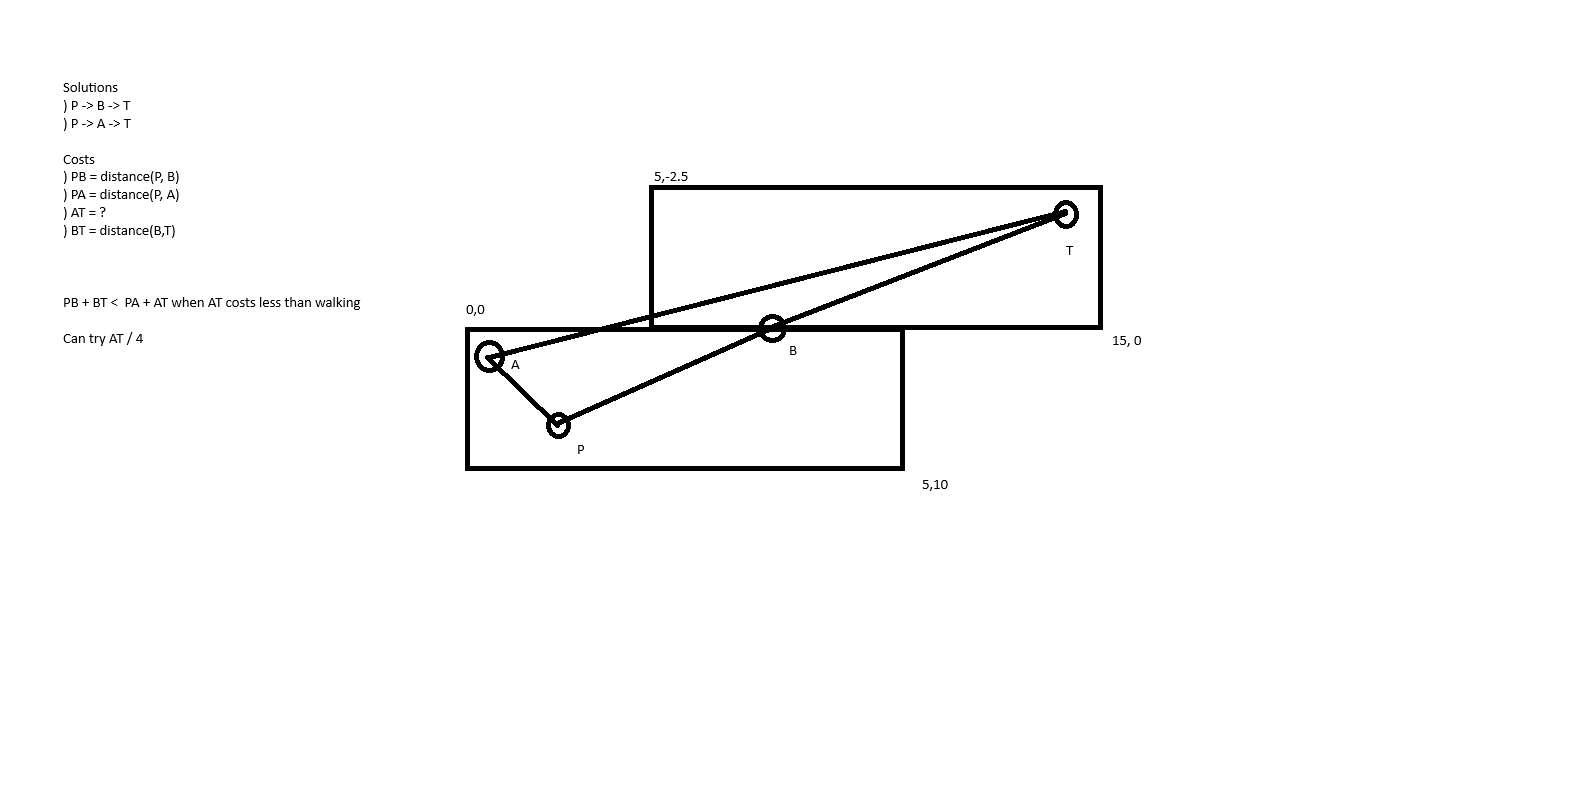 Solutions
) P -> B -> T
) P -> A -> T
Costs
) PB = distance(P, B)
) PA = distance(P, A)
) AT = ?
) BT = distance(B,T)
PB + BT <  PA + AT when AT costs less than walking
Can try AT / 4
5,-2.5
T
0,0
15, 0
B
A
P
5,10